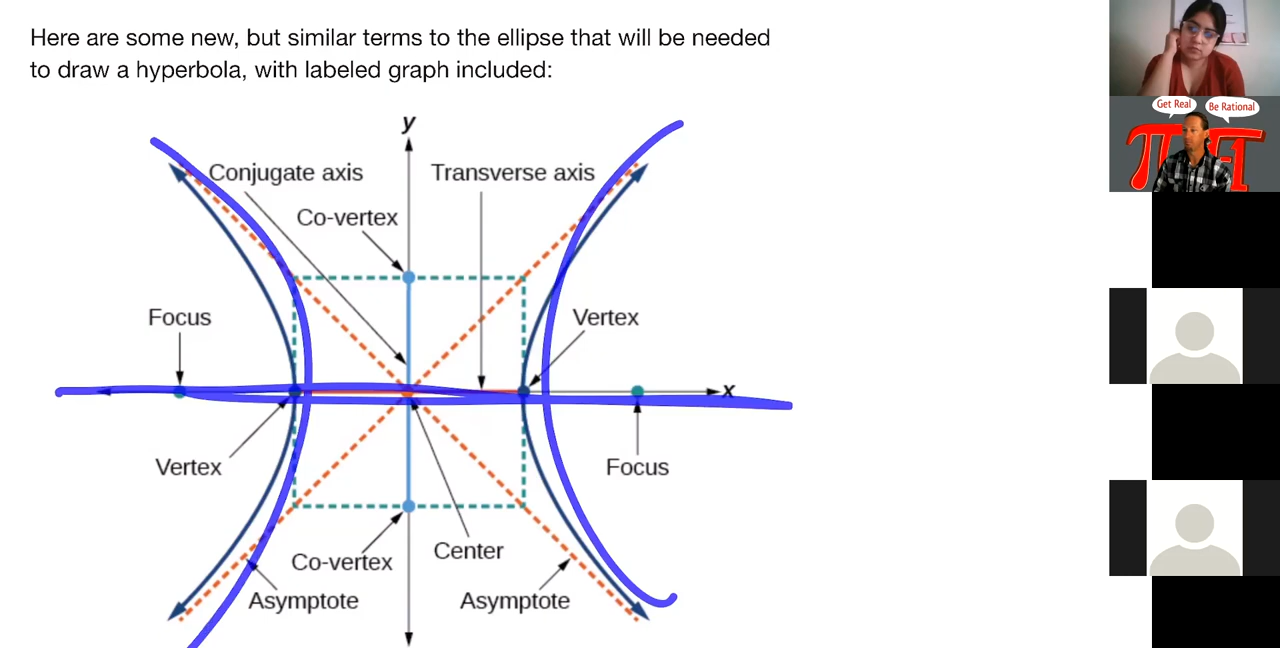 Here are some new, but similar terms to the ellipse that will be needed
to draw a hyperbola, with labeled graph included:
y
Conjugate axis
Transverse axis
Co-vertex
Focus
Vertex
x
Vertex
Focus
Co-vertex
Center
Asymptote
Asymptote
Get Real
Be Rational